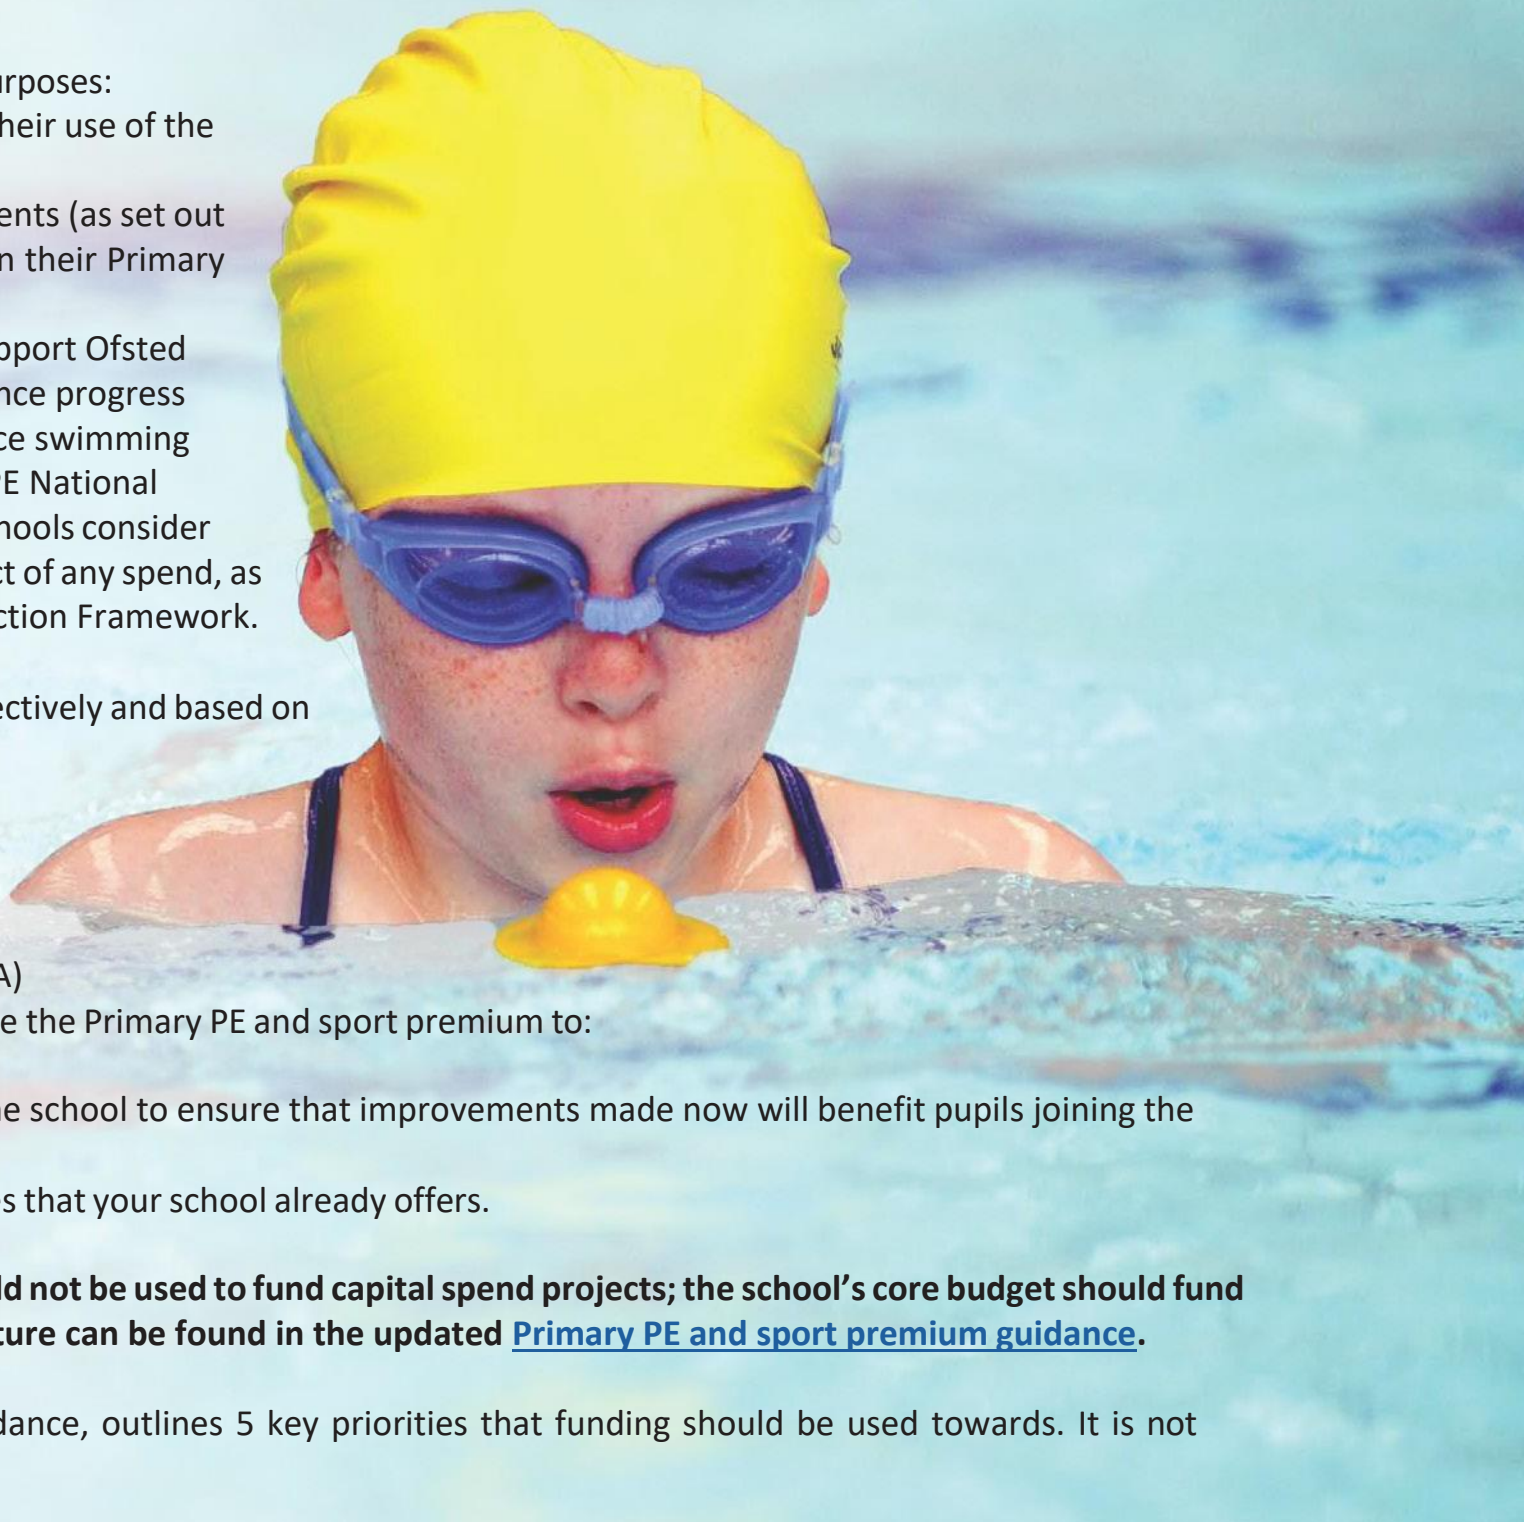 urposes:
heir use of the
ents (as set out
n their Primary
pport Ofsted
nce progress
ce swimming
PE National
hools consider
ct of any spend, as
ction Framework.
ectively and based on
A)
e the Primary PE and sport premium to:
he school to ensure that improvements made now will benefit pupils joining the
s that your school already offers.
ld not be used to fund capital spend projects; the school’s core budget should fund
ture can be found in the updated Primary PE and sport premium guidance.
dance, outlines 5 key priorities that funding should be used towards. It is not